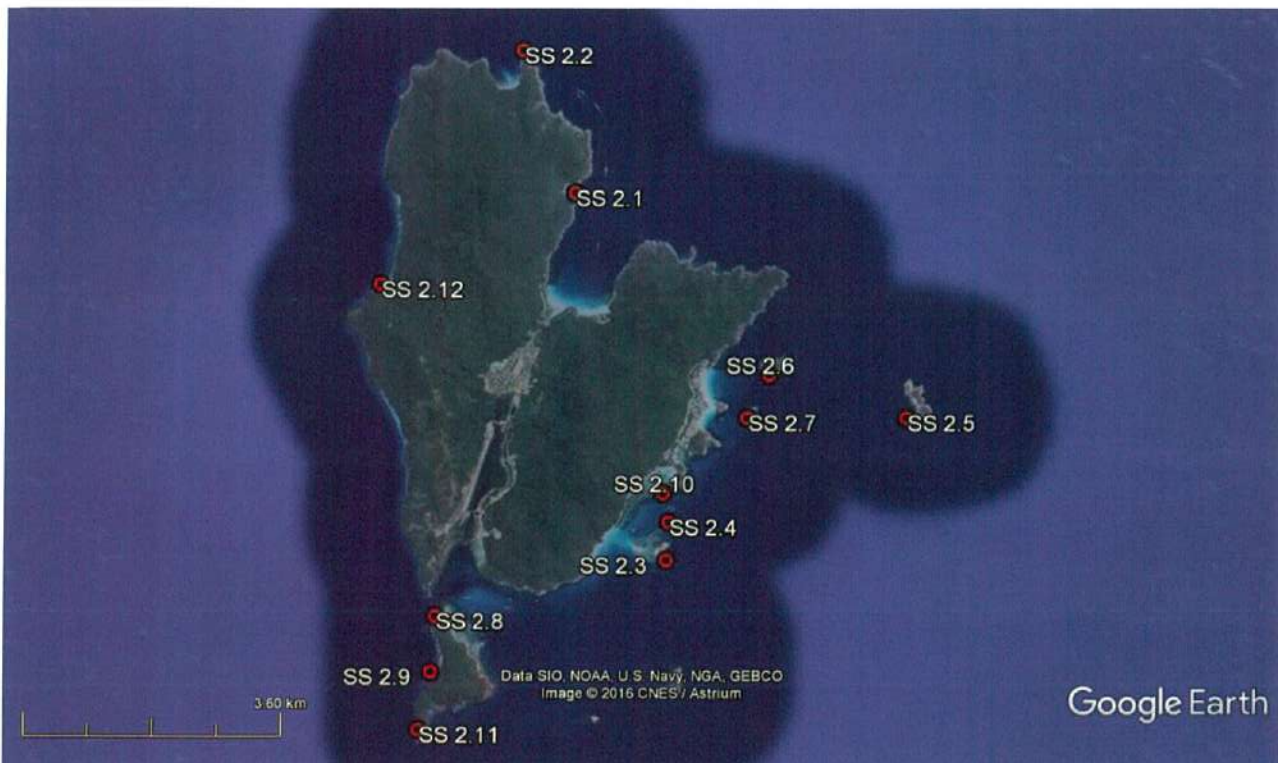 SS 2.2
SS 2.1
SS 2.12
SS 2.6
SS 2.7
SS 2.5
SS 2.10
SS 2.4
SS 2.3
SS 2.8
SS 2.9
Data SIO, NOAA, U.S. Navy, NGA, GEBCO
Image © 2016 CNES / Astrium
3.60 km
Google Earth
SS 2.11